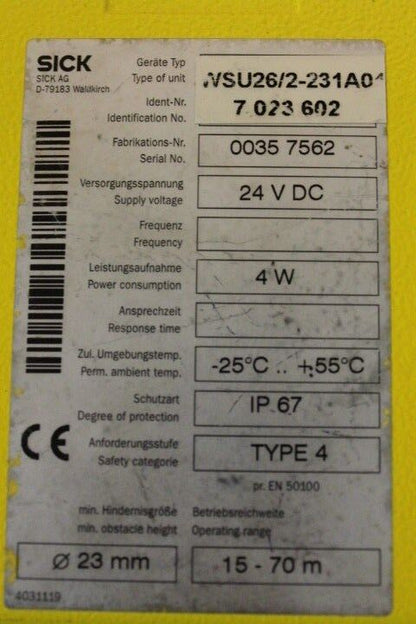 SICK
SICK AG
D-79183 Waldkirch
Geräte Typ
Type of unit
WSU26/2-231A04
Ident-Nr.
Identification No.
7 023 602
Fabrikations-Nr.
Serial No.
0035 7562
Versorgungsspannung
Supply voltage
24 V DC
Frequenz
Frequency
Leistungsaufnahme
Power consumption
4 W
Ansprechzeit
Response time
Zul. Umgebungstemp.
Perm. ambient temp.
-25°C .. +55°C
Schutzart
Degree of protection
IP 67
CE
Anforderungsstufe
Safety category
TYPE 4
pr. EN 50100
min. Hindernisgröße
min. obstacle height
Betriebsreichweite
Operating range
Ø 23 mm
15 - 70 m
4031119